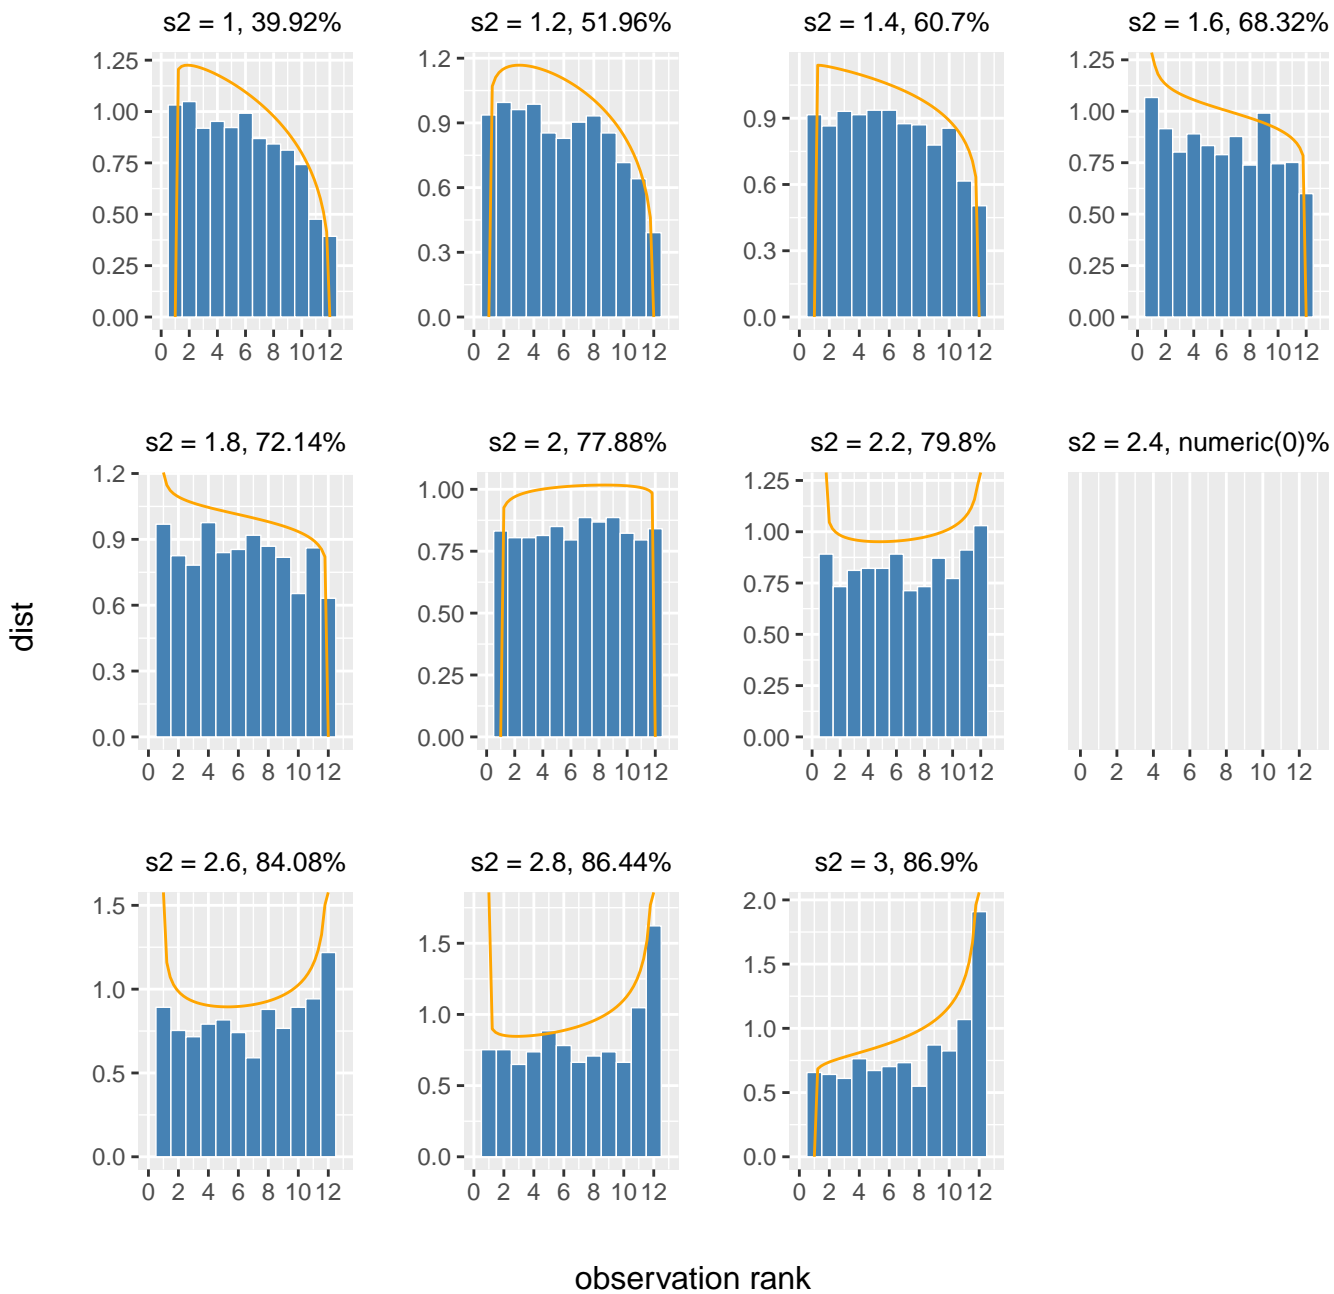 s2 = 1, 39.92%
s2 = 1.2, 51.96%
s2 = 1.4, 60.7%
s2 = 1.6, 68.32%
1.25
1.00
0.75
0.50
0.25
0.00
0 2 4 6 8 10 12
1.2
0.9
0.6
0.3
0.0
0 2 4 6 8 10 12
0.9
0.6
0.3
0.0
0 2 4 6 8 10 12
1.25
1.00
0.75
0.50
0.25
0.00
0 2 4 6 8 10 12
s2 = 1.8, 72.14%
s2 = 2, 77.88%
s2 = 2.2, 79.8%
s2 = 2.4, numeric(0)%
1.2
0.9
0.6
0.3
0.0
0 2 4 6 8 10 12
1.00
0.75
0.50
0.25
0.00
0 2 4 6 8 10 12
1.25
1.00
0.75
0.50
0.25
0.00
0 2 4 6 8 10 12
0 2 4 6 8 10 12
dist
s2 = 2.6, 84.08%
s2 = 2.8, 86.44%
s2 = 3, 86.9%
1.5
1.0
0.5
0.0
0 2 4 6 8 10 12
1.5
1.0
0.5
0.0
0 2 4 6 8 10 12
2.0
1.5
1.0
0.5
0.0
0 2 4 6 8 10 12
observation rank